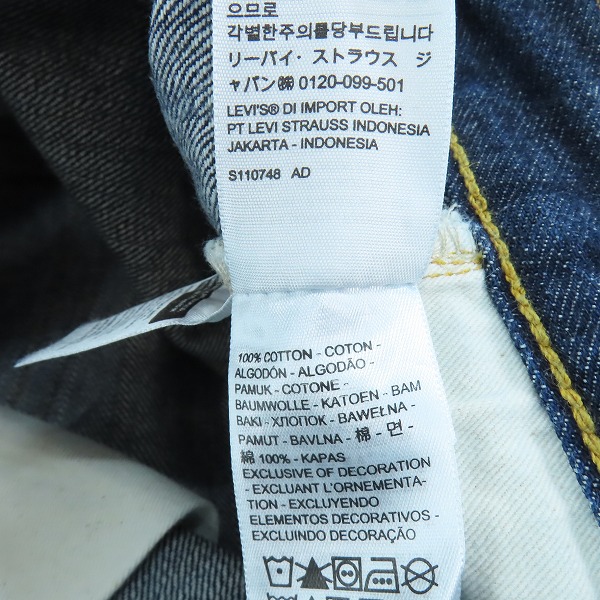 으므로
각별한주의를당부드립니다
リーバイ・ストラウス ジ
ャパン㈱ 0120-099-501
LEVI'S® DI IMPORT OLEH:
PT LEVI STRAUSS INDONESIA
JAKARTA - INDONESIA
S110748 AD
100% COTTON - COTON -
ALGODÓN - ALGODÃO -
PAMUK - COTONE -
BAUMWOLLE - KATOEN - BAM
BAKI - ХЛОПОК - BAWEŁNA -
PAMUT - BAVLNA - 棉 - 면 -
綿 100% - KAPAS
EXCLUSIVE OF DECORATION
- EXCLUANT L'ORNEMENTA-
TION - EXCLUYENDO
ELEMENTOS DECORATIVOS -
EXCLUINDO DECORAÇÃO